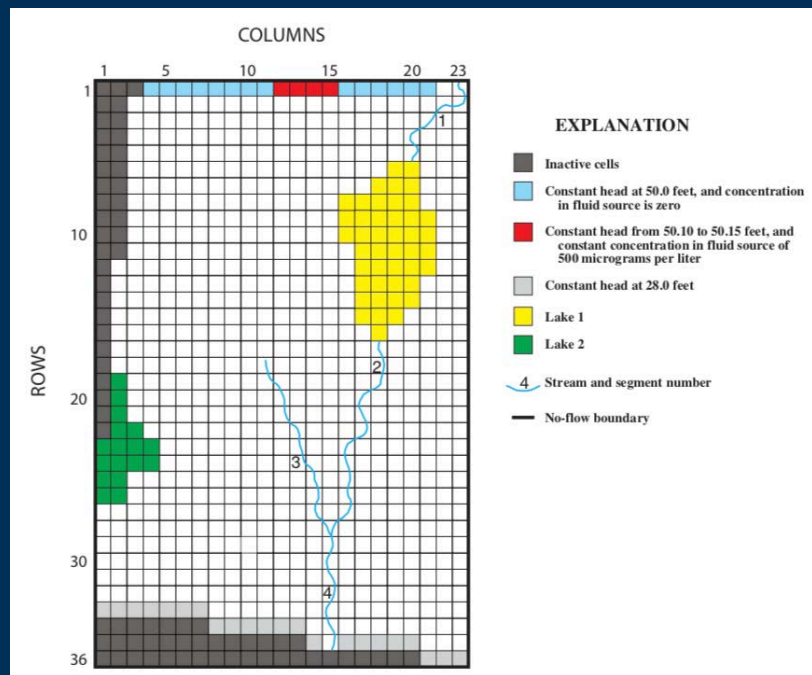 COLUMNS
1 5 10 15 20 23
1
10
20
30
36
ROWS
1
2
3
4
EXPLANATION
Inactive cells
Constant head at 50.0 feet, and concentration
in fluid source is zero
Constant head from 50.10 to 50.15 feet, and
constant concentration in fluid source of
500 micrograms per liter
Constant head at 28.0 feet
Lake 1
Lake 2
4 Stream and segment number
No-flow boundary